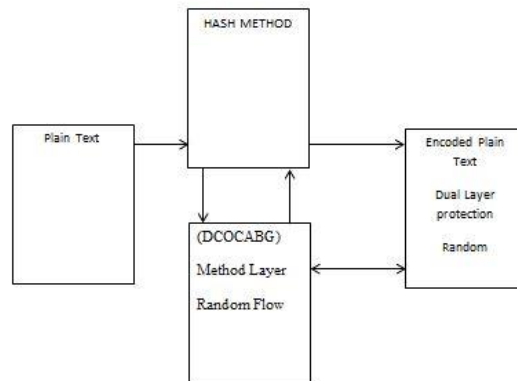 HASH METHOD
Plain Text
Encoded Plain
Text
Dual Layer
protection
Random
(DCOCABG)
Method Layer
Random Flow